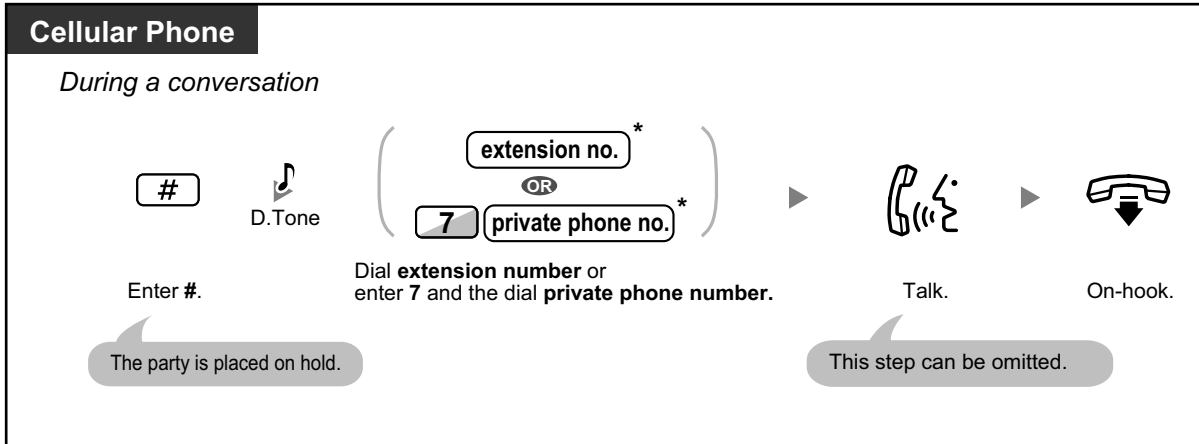 Cellular Phone
During a conversation
#
D.Tone
extension no.*
OR
7 private phone no.*
Enter #.
Dial extension number or
enter 7 and the dial private phone number.
Talk.
On-hook.
The party is placed on hold.
This step can be omitted.